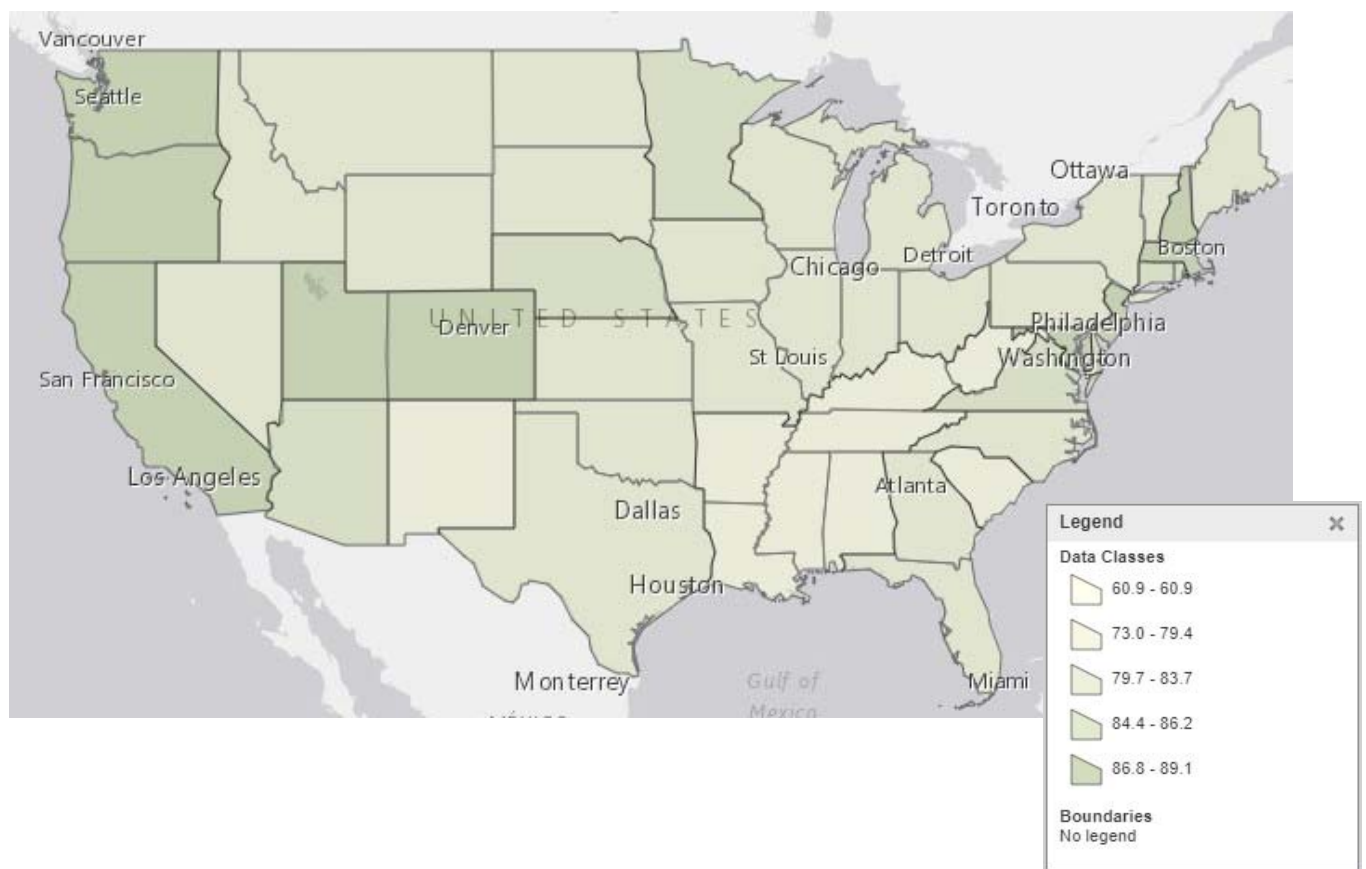 Vancouver
Seattle
Ottawa
Toronto
Boston
Detroit
Chicago
UNITED STATES
Denver
Philadelphia
St Louis
Washington
San Francisco
Los Angeles
Atlanta
Dallas
Houston
Monterrey
Gulf of
Mexico
Miami
MÉXICO
Legend
Data Classes
60.9 - 60.9
73.0 - 79.4
79.7 - 83.7
84.4 - 86.2
86.8 - 89.1
Boundaries
No legend